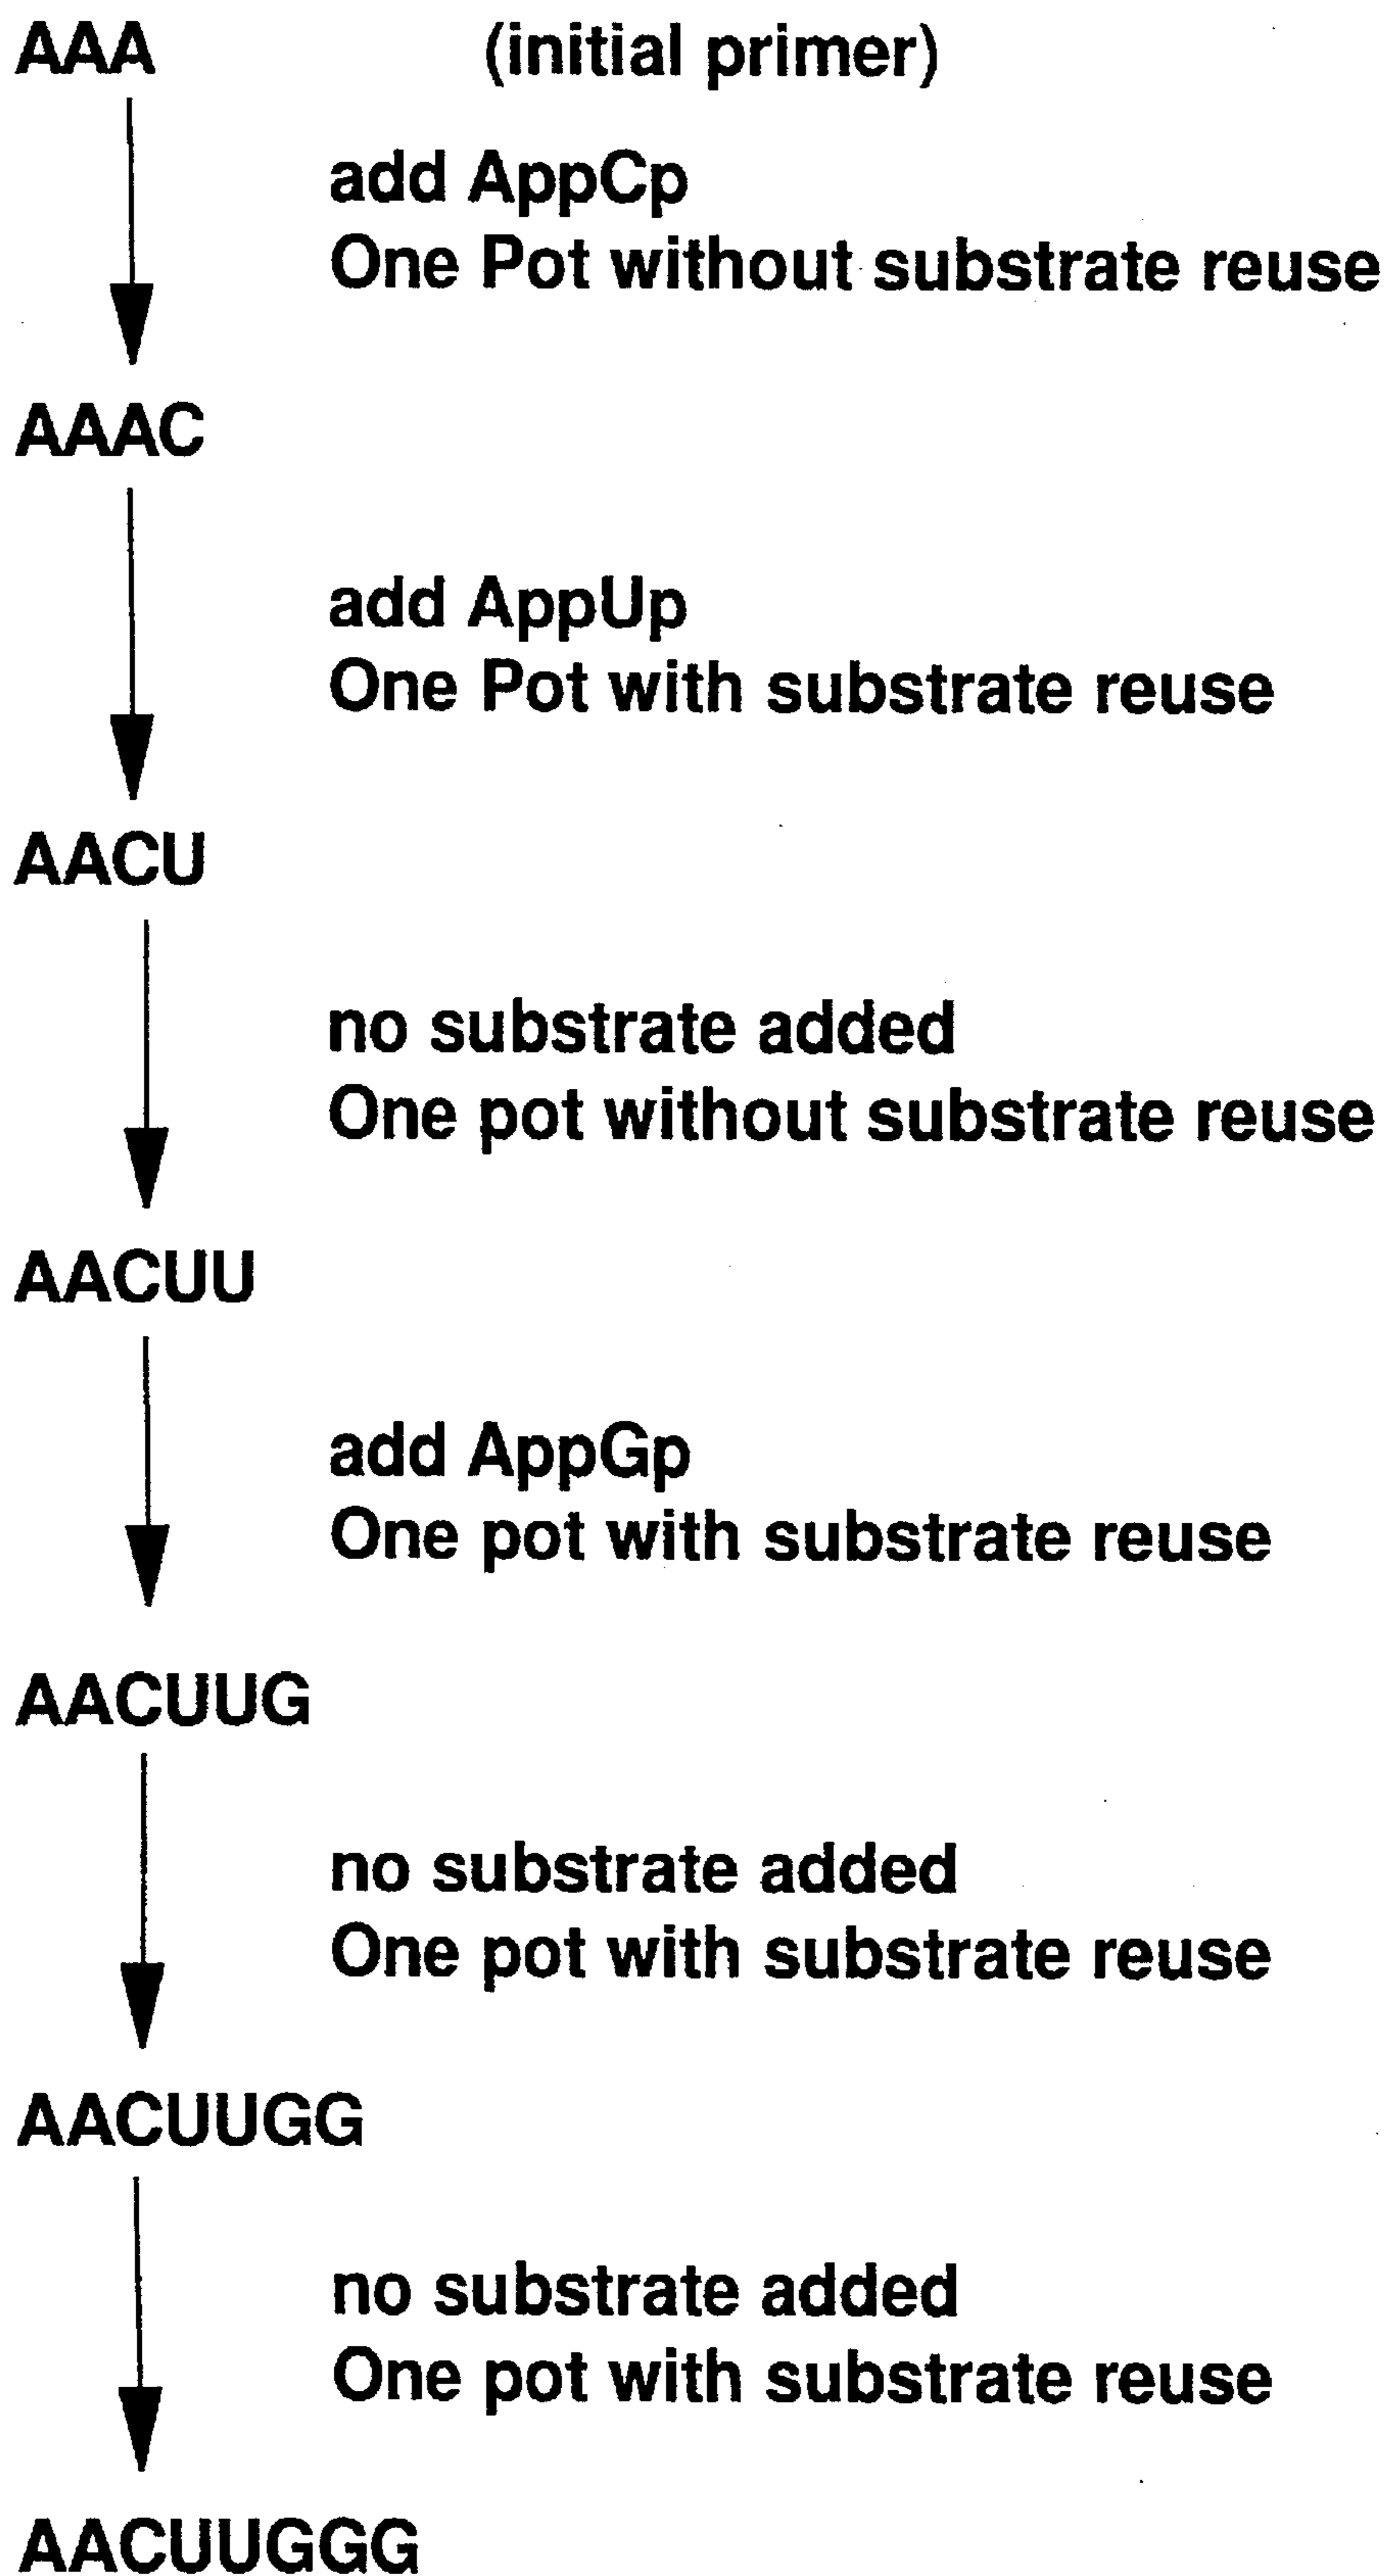 AAA (initial primer)
add AppCp
One Pot without substrate reuse
AAAC
add AppUp
One Pot with substrate reuse
AACU
no substrate added
One pot without substrate reuse
AACUU
add AppGp
One pot with substrate reuse
AACUUG
no substrate added
One pot with substrate reuse
AACUUGG
no substrate added
One pot with substrate reuse
AACUUGGG